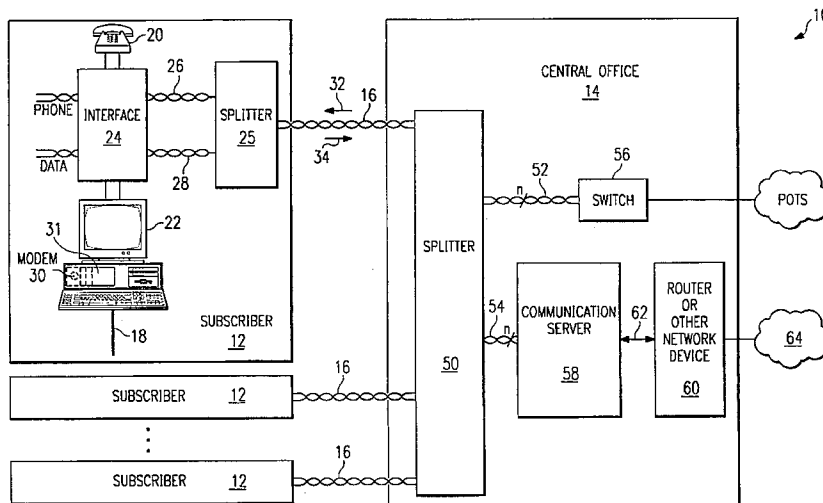 10
20
26
PHONE
INTERFACE
24
SPLITTER
25
DATA
28
32
16
34
CENTRAL OFFICE
14
n
52
56
SWITCH
POTS
22
31
MODEM
30
18
SUBSCRIBER
12
SPLITTER
50
54
n
COMMUNICATION
SERVER
58
62
ROUTER
OR
OTHER
NETWORK
DEVICE
60
64
SUBSCRIBER 12
16
SUBSCRIBER 12
16